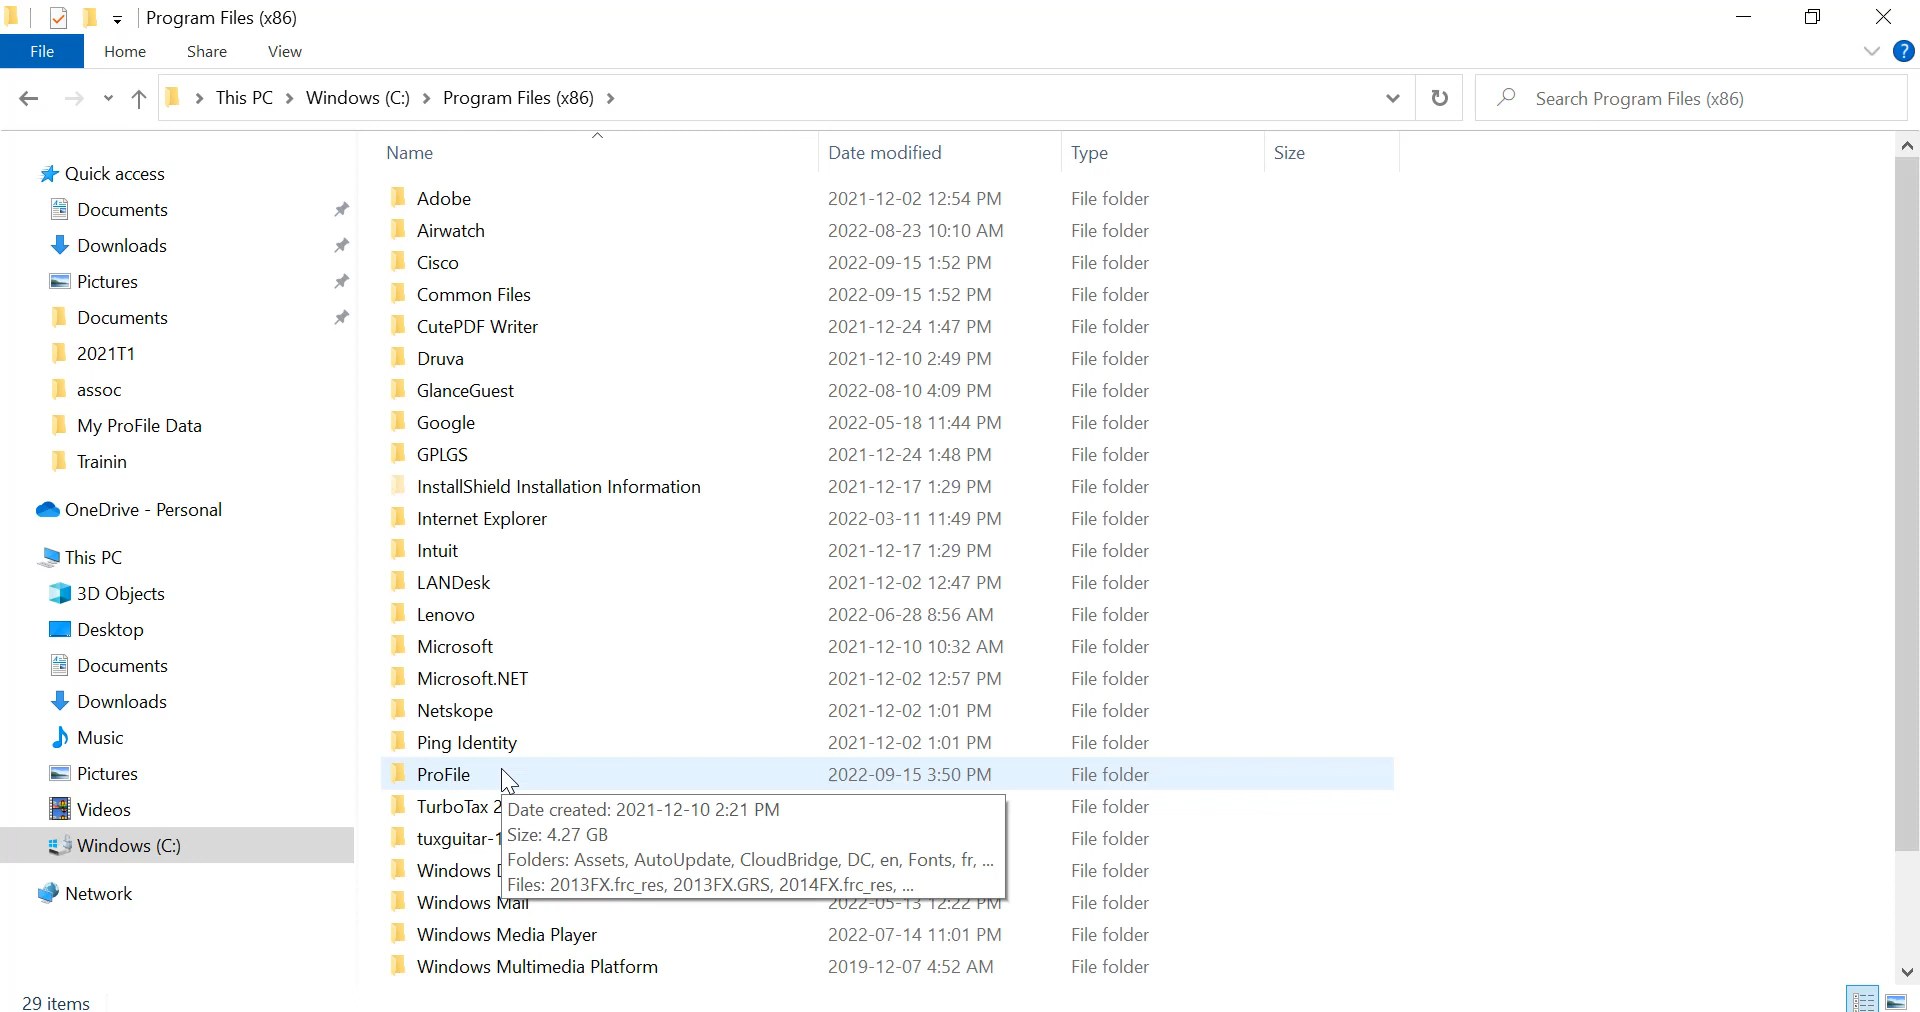 Program Files (x86)
File Home Share View ?
This PC Windows (C:) Program Files (x86) Search Program Files (x86)
Quick access
Documents
Downloads
Pictures
Documents
2021T1
assoc
My ProFile Data
Trainin
OneDrive - Personal
This PC
3D Objects
Desktop
Documents
Downloads
Music
Pictures
Videos
Windows (C:)
Network
Name Date modified Type Size
Adobe 2021-12-02 12:54 PM File folder
Airwatch 2022-08-23 10:10 AM File folder
Cisco 2022-09-15 1:52 PM File folder
Common Files 2022-09-15 1:52 PM File folder
CutePDF Writer 2021-12-24 1:47 PM File folder
Druva 2021-12-10 2:49 PM File folder
GlanceGuest 2022-08-10 4:09 PM File folder
Google 2022-05-18 11:44 PM File folder
GPLGS 2021-12-24 1:48 PM File folder
InstallShield Installation Information 2021-12-17 1:29 PM File folder
Internet Explorer 2022-03-11 11:49 PM File folder
Intuit 2021-12-17 1:29 PM File folder
LANDesk 2021-12-02 12:47 PM File folder
Lenovo 2022-06-28 8:56 AM File folder
Microsoft 2021-12-10 10:32 AM File folder
Microsoft.NET 2021-12-02 12:57 PM File folder
Netskope 2021-12-02 1:01 PM File folder
Ping Identity 2021-12-02 1:01 PM File folder
ProFile 2022-09-15 3:50 PM File folder
TurboTax 2 File folder
tuxguitar-1 File folder
Windows File folder
Windows Mail 2022-05-13 12:22 PM File folder
Windows Media Player 2022-07-14 11:01 PM File folder
Windows Multimedia Platform 2019-12-07 4:52 AM File folder
Date created: 2021-12-10 2:21 PM
Size: 4.27 GB
Folders: Assets, AutoUpdate, CloudBridge, DC, en, Fonts, fr, ...
Files: 2013FX.frc_res, 2013FX.GRS, 2014FX.frc_res, ...
29 items